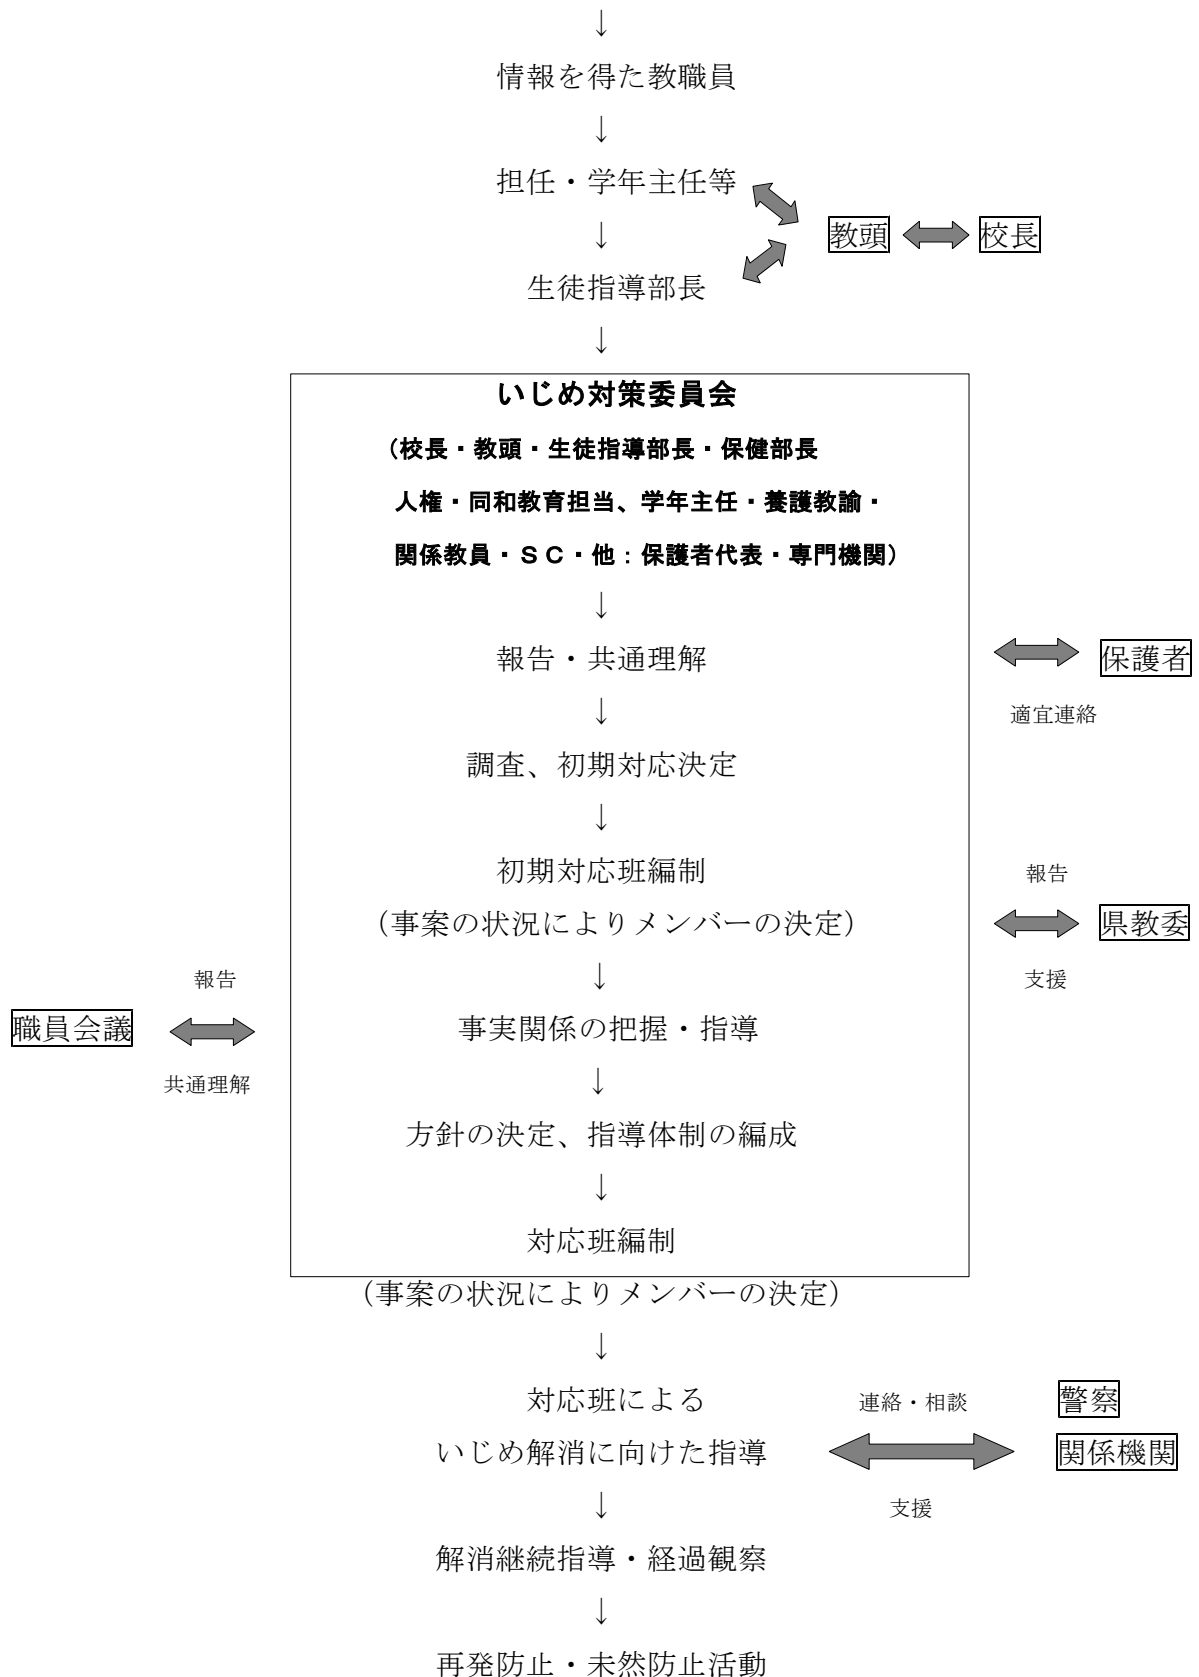 ↓
情報を得た教職員
↓
担任・学年主任等
↓
教頭
校長
生徒指導部長
↓
いじめ対策委員会
（校長・教頭・生徒指導部長・保健部長
人権・同和教育担当、学年主任・養護教諭・
関係教員・ＳＣ・他：保護者代表・専門機関）
↓
報告・共通理解
保護者
↓
適宜連絡
調査、初期対応決定
↓
初期対応班編制
報告
（事案の状況によりメンバーの決定）
県教委
報告
↓
支援
職員会議
事実関係の把握・指導
共通理解
↓
方針の決定、指導体制の編成
↓
対応班編制
（事案の状況によりメンバーの決定）
↓
対応班による
連絡・相談
警察
いじめ解消に向けた指導
関係機関
↓
支援
解消継続指導・経過観察
↓
再発防止・未然防止活動